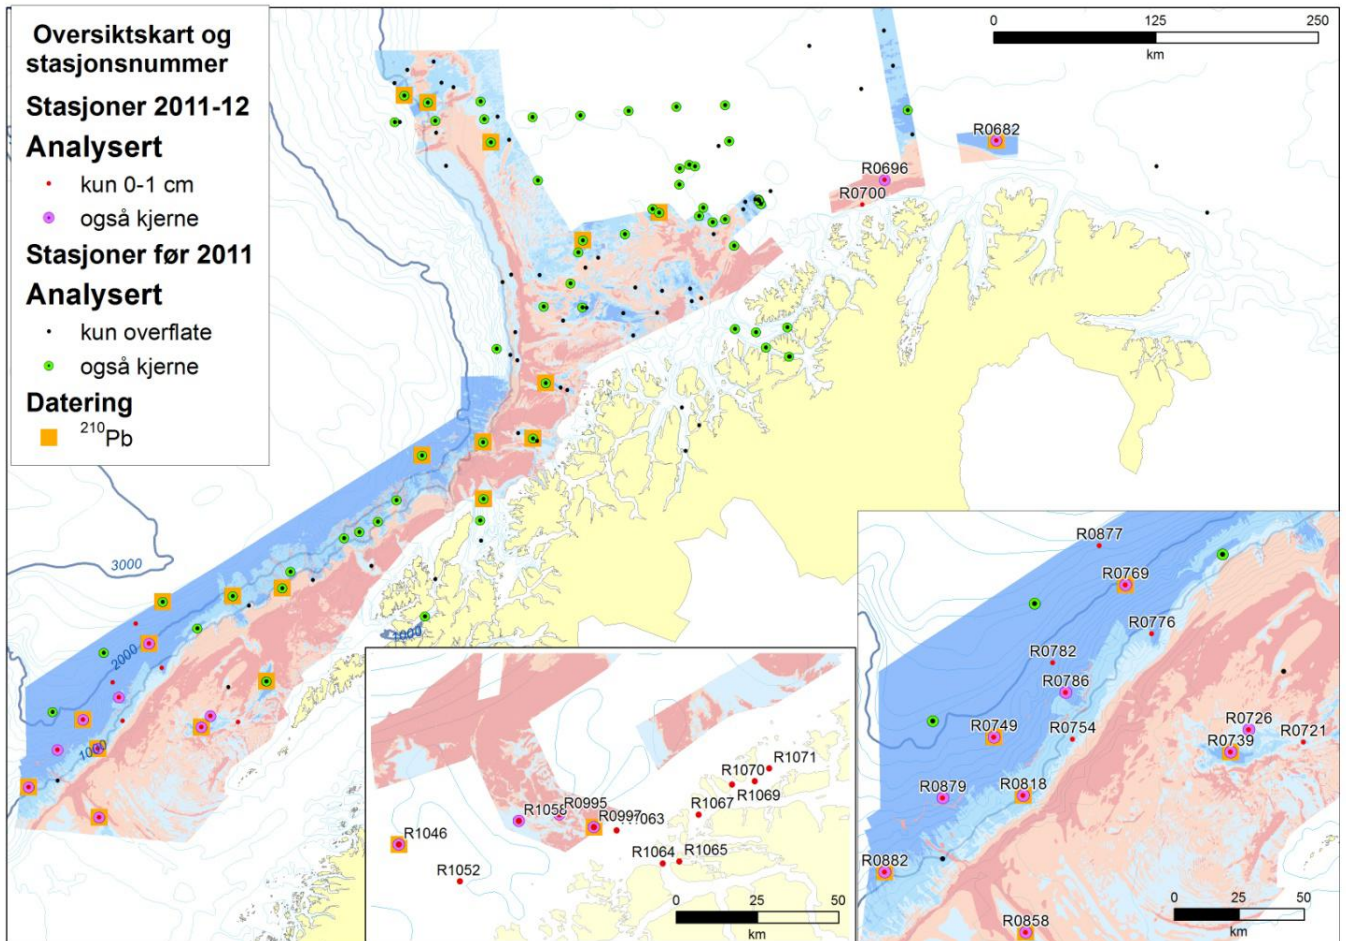 Oversiktskart og
stasjonsnummer
Stasjoner 2011-12
Analysert
kun 0-1 cm
også kjerne
Stasjoner før 2011
Analysert
kun overflate
også kjerne
Datering
210Pb
0 125 250
km
R0682
R0696
R0700
3000
2000
1000
1000
R1071
R1070
R1069
R1067
R1058
R0995
R0997
R1046
R1064
R1065
R1052
0 25 50
km
R0877
R0769
R0776
R0782
R0786
R0749
R0754
R0726
R0721
R0739
R0879
R0818
R0882
R0858
0 25 50
km